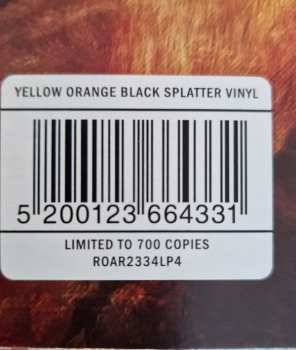 YELLOW ORANGE BLACK SPLATTER VINYL
5 200123 664331
LIMITED TO 700 COPIES
ROAR2334LP4